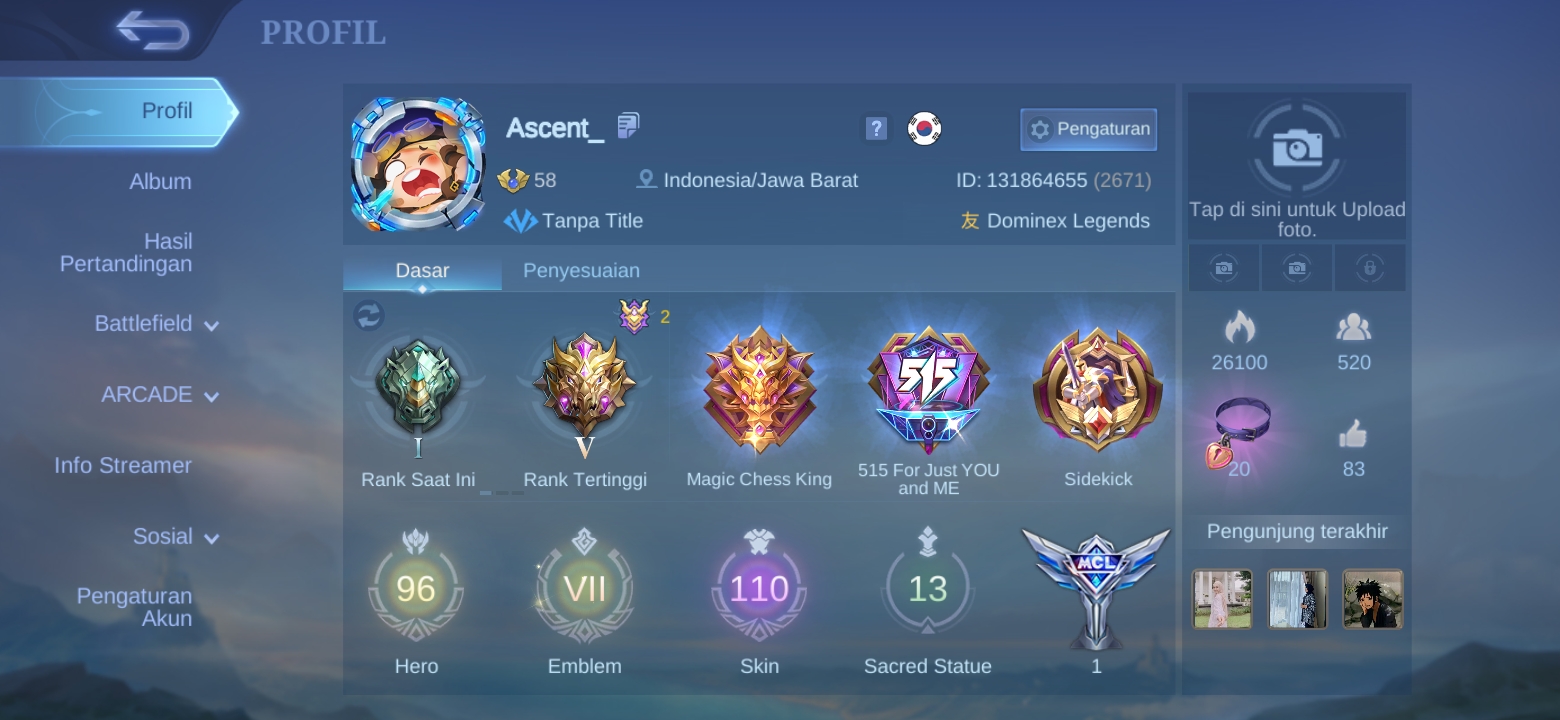 PROFIL
Profil
Album
Hasil
Pertandingan
Battlefield
ARCADE
Info Streamer
Sosial
Pengaturan
Akun
Ascent_
?
Pengaturan
58
Indonesia/Jawa Barat
ID: 131864655 (2671)
Tanpa Title
友 Dominex Legends
Dasar
Penyesuaian
2
I
V
515
Rank Saat Ini
Rank Tertinggi
Magic Chess King
515 For Just YOU
and ME
Sidekick
96
VII
110
13
MCL
Hero
Emblem
Skin
Sacred Statue
1
Tap di sini untuk Upload
foto.
26100
520
20
83
Pengunjung terakhir